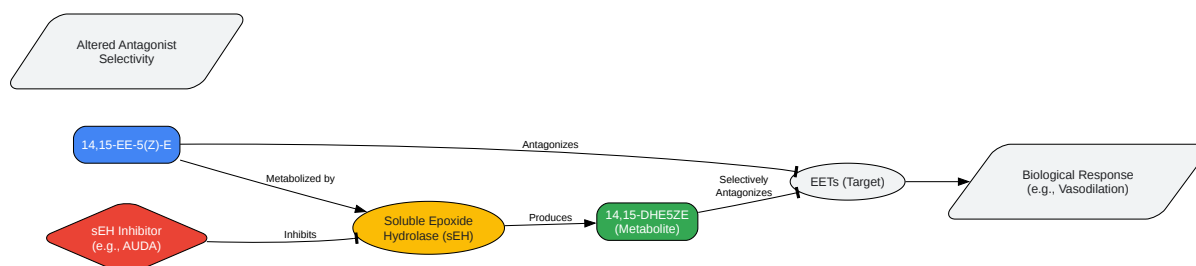 Altered Antagonist
Selectivity
14,15-EE-5(Z)-E
Antagonizes
Metabolized by
Selectively
Antagonizes
EETs (Target)
Biological Response
(e.g., Vasodilation)
sEH Inhibitor
(e.g., AUDA)
Inhibits
Soluble Epoxide
Hydrolase (sEH)
Produces
14,15-DHE5ZE
(Metabolite)